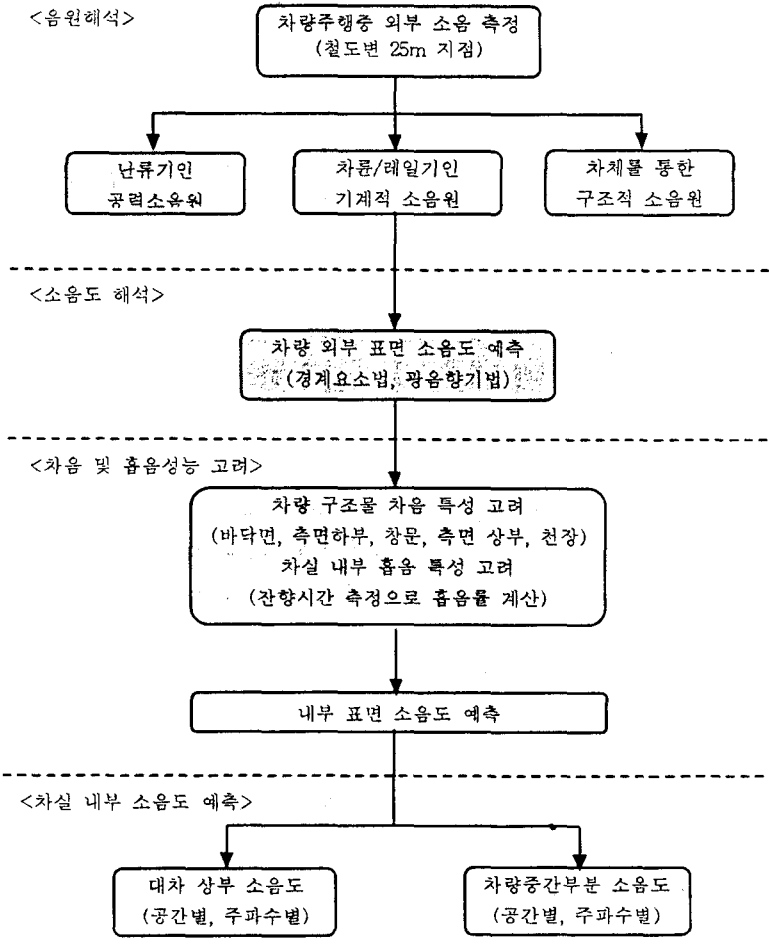 <음원해석>
차량주행중 외부 소음 측정
(철도변 25m 지점)
난류기인
공력소음원
차륜/레일기인
기계적 소음원
차체를 통한
구조적 소음원
<소음도 해석>
차량 외부 표면 소음도 예측
(경계요소법, 광음향기법)
<차음 및 흡음성능 고려>
차량 구조물 차음 특성 고려
(바닥면, 측면하부, 창문, 측면 상부, 천장)
차실 내부 흡음 특성 고려
(잔향시간 측정으로 흡음률 계산)
내부 표면 소음도 예측
<차실 내부 소음도 예측>
대차 상부 소음도
(공간별, 주파수별)
차량중간부분 소음도
(공간별, 주파수별)